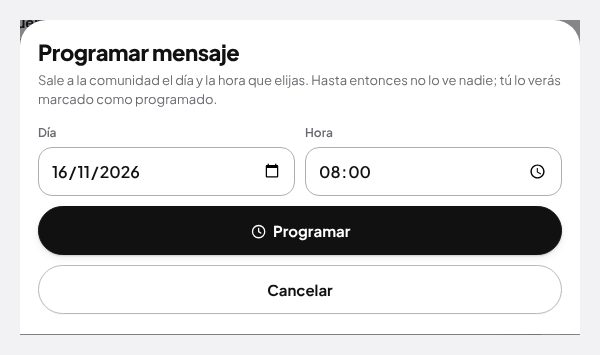 Programar mensaje
Sale a la comunidad el día y la hora que elijas. Hasta entonces no lo ve nadie; tú lo verás
marcado como programado.
Día
Hora
16/11/2026
08:00
Programar
Cancelar